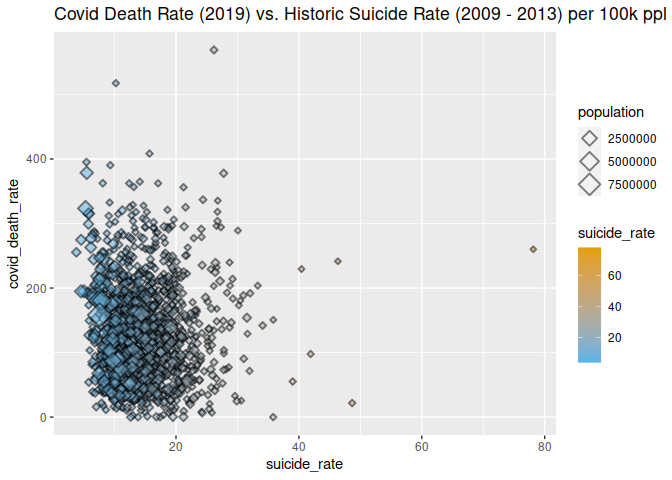 Covid Death Rate (2019) vs. Historic Suicide Rate (2009 - 2013) per 100k ppl
covid_death_rate
400
200
0
20
40
60
80
suicide_rate
population
2500000
5000000
7500000
suicide_rate
60
40
20